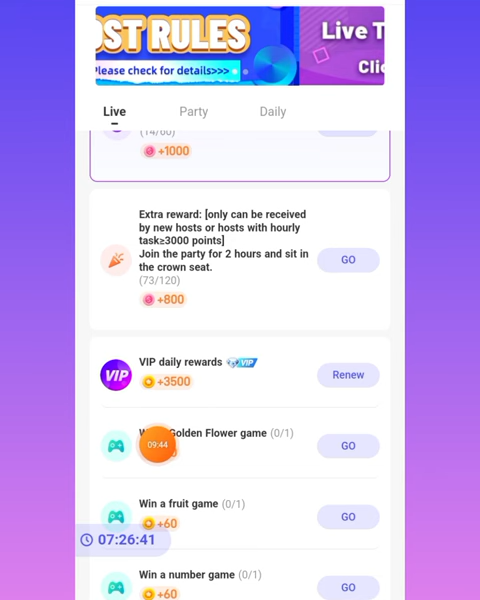 OST RULES
Please check for details>>>
Live T
Clic
Live
Party
Daily
(14/60)
+1000
Extra reward: [only can be received
by new hosts or hosts with hourly
task≥3000 points]
Join the party for 2 hours and sit in
the crown seat.
(73/120)
+800
GO
VIP
VIP daily rewards VIP
+3500
Renew
Golden Flower game (0/1)
09:44
GO
Win a fruit game (0/1)
+60
GO
07:26:41
Win a number game (0/1)
+60
GO